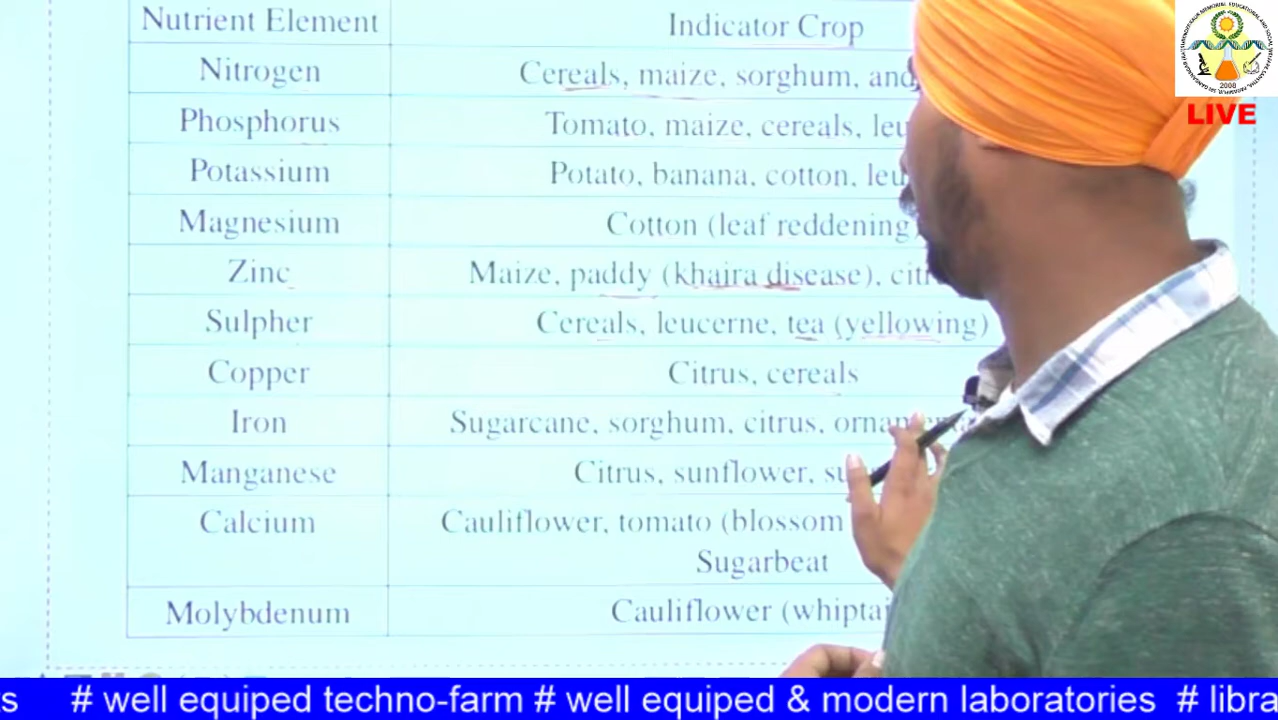 Nutrient Element Indicator Crop
Nitrogen Cereals, maize, sorghum, and
Phosphorus Tomato, maize, cereals,
Potassium Potato, banana, cotton,
Magnesium Cotton (leaf reddening)
Zinc Maize, paddy (khaira disease),
Sulpher Cereals, leucerne, tea (yellowing)
Copper Citrus, cereals
Iron Sugarcane, sorghum, citrus,
Manganese Citrus, sunflower,
Calcium Cauliflower, tomato (blossom
Sugarbeat
Molybdenum Cauliflower
2008
LIVE
# well equiped techno-farm # well equiped & modern laboratories #